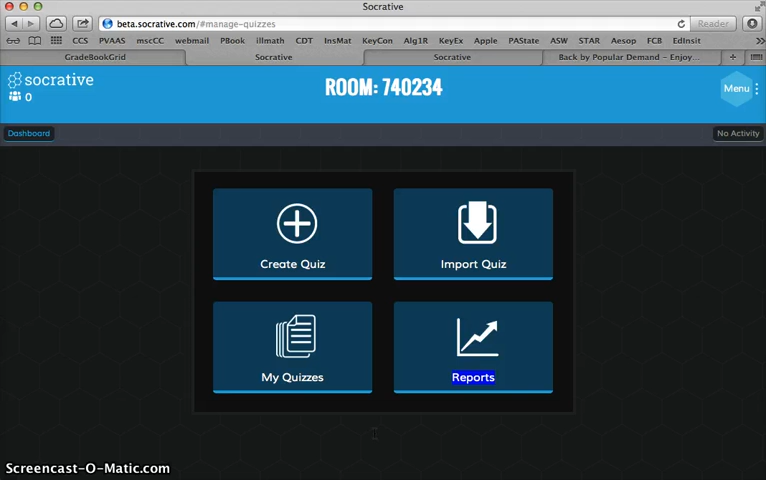 Socrative
beta.socrative.com/#manage-quizzes
Reader
CCS PVAAS mscCC webmail PBook illmath CDT InsMat KeyCon Alg1R KeyEx Apple PAState ASW STAR Aesop FCB EdInsit
GradeBookGrid Socrative Socrative Back by Popular Demand – Enjoy...
socrative
0
ROOM: 740234
Menu
Dashboard
No Activity
Create Quiz
Import Quiz
My Quizzes
Reports
Screencast-O-Matic.com